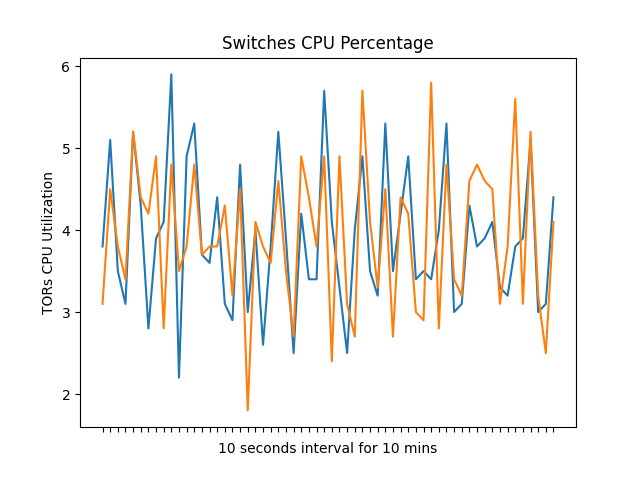 Switches CPU Percentage
6
5
4
3
2
TORs CPU Utilization
10 seconds interval for 10 mins